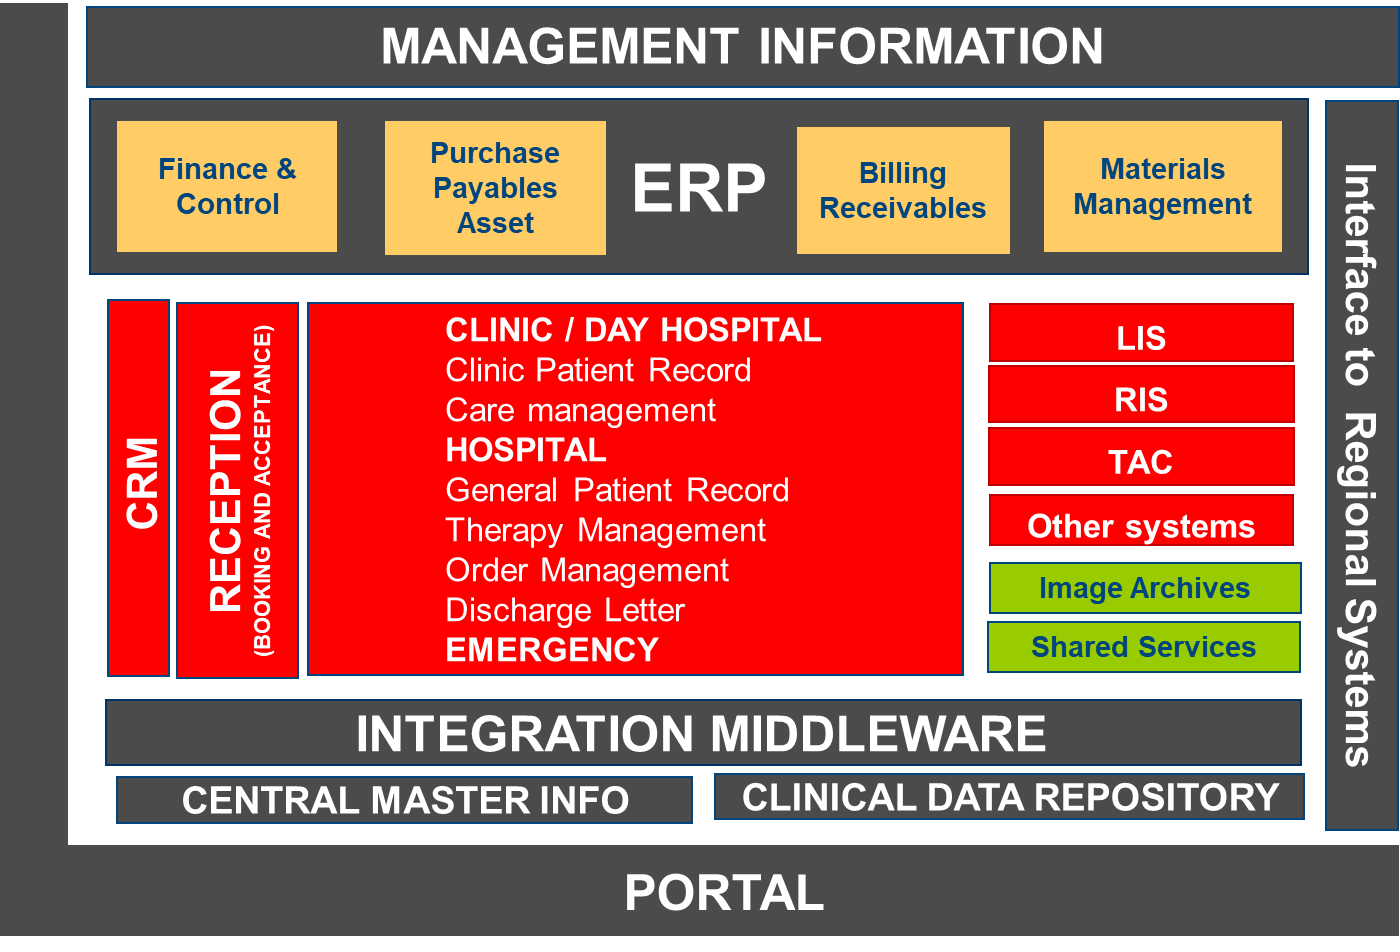 MANAGEMENT INFORMATION
Finance &
Control
Purchase
Payables
Asset
ERP
Billing
Receivables
Materials
Management
Interface to Regional Systems
CRM
RECEPTION
(BOOKING AND ACCEPTANCE)
CLINIC / DAY HOSPITAL
Clinic Patient Record
Care management
HOSPITAL
General Patient Record
Therapy Management
Order Management
Discharge Letter
EMERGENCY
LIS
RIS
TAC
Other systems
Image Archives
Shared Services
INTEGRATION MIDDLEWARE
CENTRAL MASTER INFO
CLINICAL DATA REPOSITORY
PORTAL